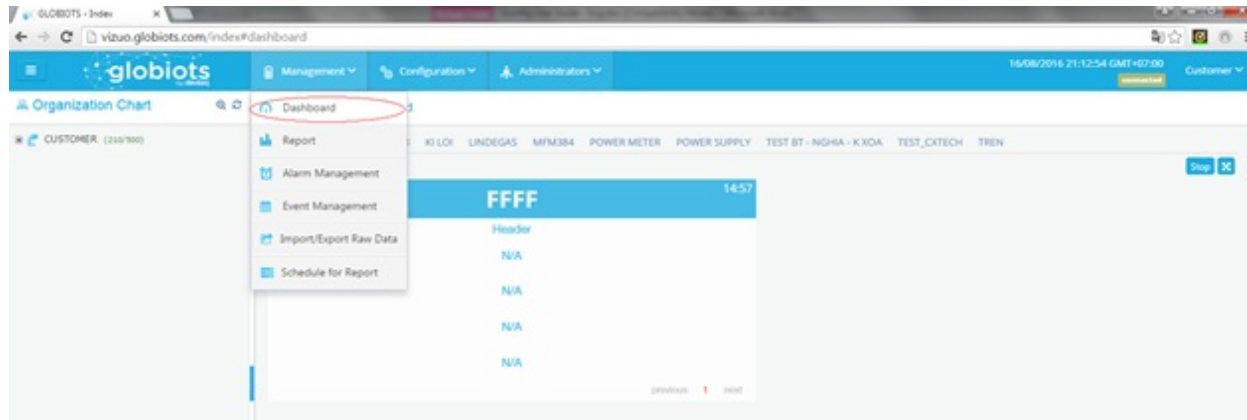 GLOBIOTS - Index
vizuo.globiots.com/index#dashboard
globiots
Management
Configuration
Administrators
16/08/2016 21:12:54 GMT+07:00
connected
Customer
Organization Chart
CUSTOMER (210/500)
Dashboard
Report
Alarm Management
Event Management
Import/Export Raw Data
Schedule for Report
KI LOI LINDEGAS MFM384 POWER METER POWER SUPPLY TEST BT - NGHIA - K XOA TEST_CXTECH TREN
Stop
FFFF
14:57
Header
N/A
N/A
N/A
N/A
previous 1 next